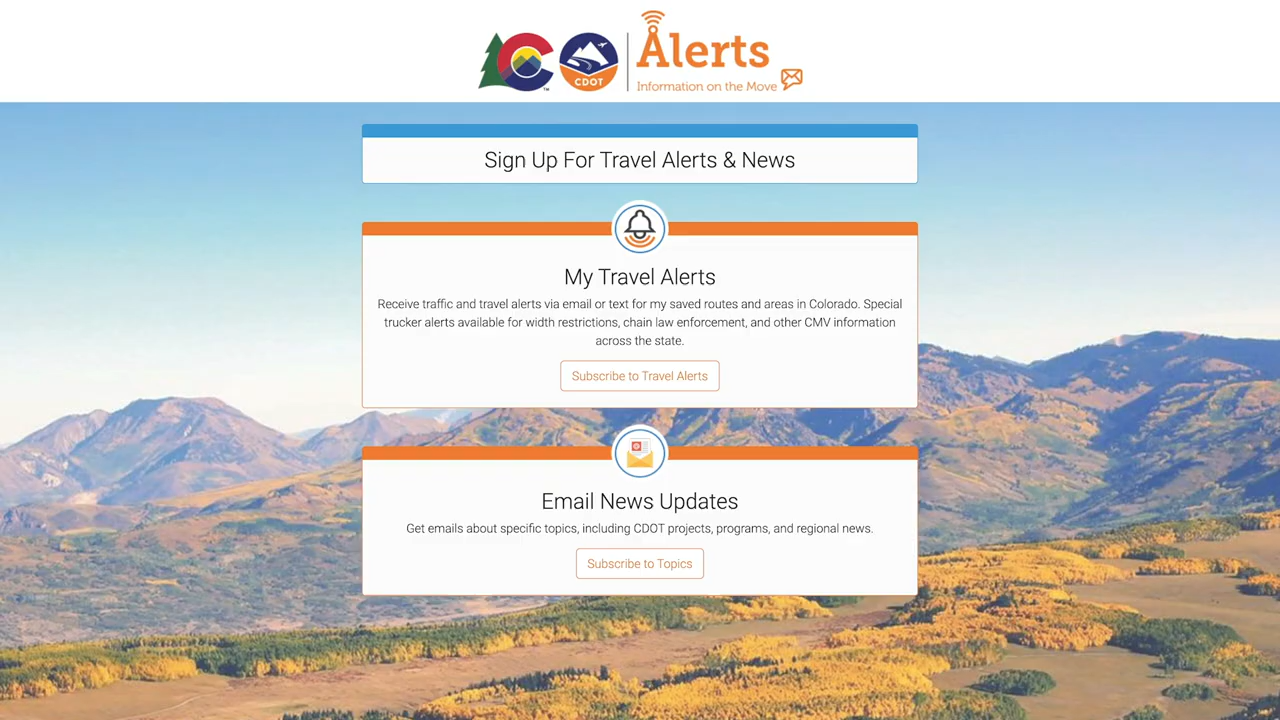 CDOT
Alerts
Information on the Move
Sign Up For Travel Alerts & News
My Travel Alerts
Receive traffic and travel alerts via email or text for my saved routes and areas in Colorado. Special
trucker alerts available for width restrictions, chain law enforcement, and other CMV information
across the state.
Subscribe to Travel Alerts
Email News Updates
Get emails about specific topics, including CDOT projects, programs, and regional news.
Subscribe to Topics